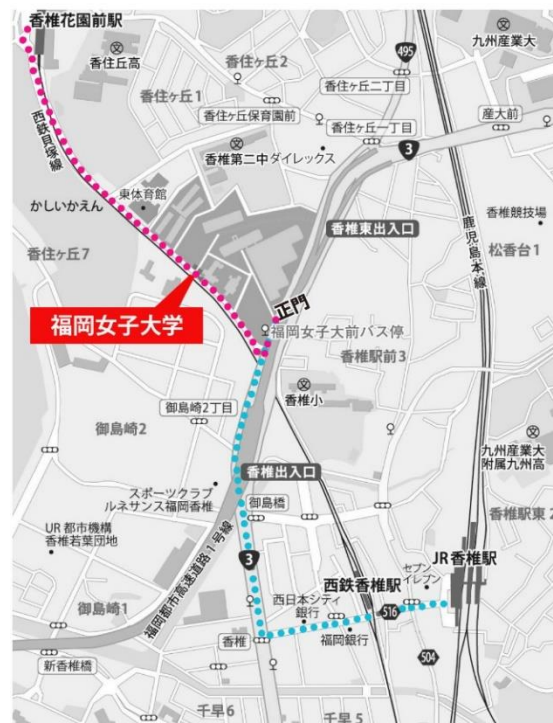 香椎花園前駅
香住丘高
香住ヶ丘2
九州産業大
495
香住ヶ丘二丁目
香住ヶ丘1
香住ヶ丘保育園前
産大前
香住ヶ丘一丁目
3
西鉄貝塚線
香椎第二中
ダイレックス
東体育館
かしいかえん
香椎東出入口
鹿児島本線
香椎競技場
松香台1
香住ヶ丘7
正門
福岡女子大学
福岡女子大前バス停
香椎駅前3
香椎小
御島崎2丁目
御島崎2
九州産業大
附属九州高
香椎出入口
スポーツクラブ
ルネサンス福岡香椎
御島橋
香椎駅東2
UR都市機構
香椎若葉団地
福岡都市高速道路1号線
3
JR香椎駅
セブン
イレブン
西鉄香椎駅
西日本シティ
銀行
御島崎1
516
福岡銀行
香椎
504
新香椎橋
千早6
千早5